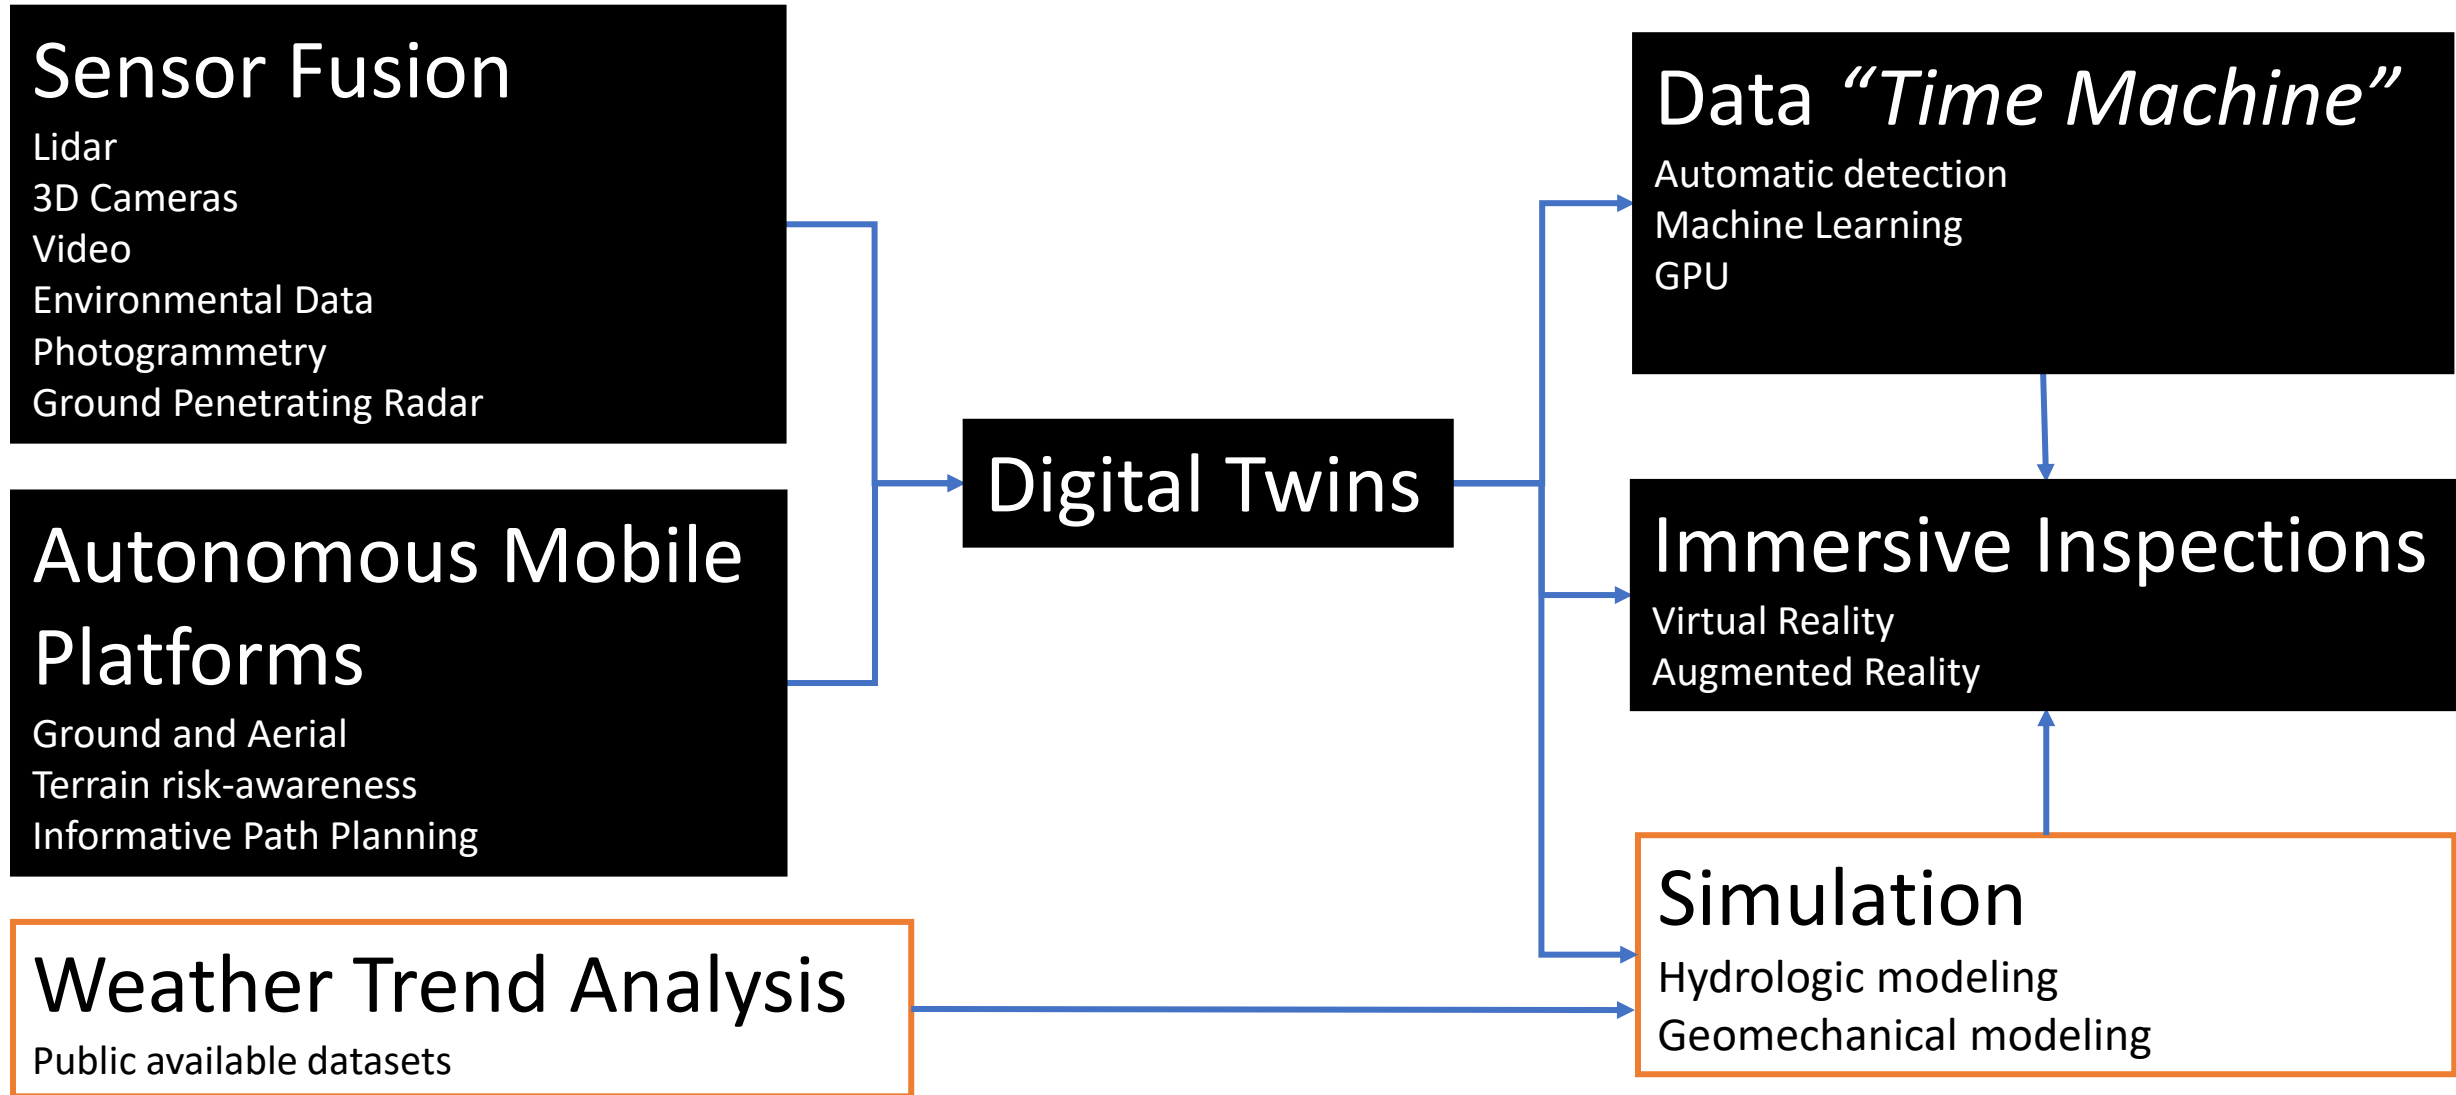 Sensor Fusion
Lidar
3D Cameras
Video
Environmental Data
Photogrammetry
Ground Penetrating Radar
Autonomous Mobile
Platforms
Ground and Aerial
Terrain risk-awareness
Informative Path Planning
Weather Trend Analysis
Public available datasets
Digital Twins
Data “Time Machine”
Automatic detection
Machine Learning
GPU
Immersive Inspections
Virtual Reality
Augmented Reality
Simulation
Hydrologic modeling
Geomechanical modeling